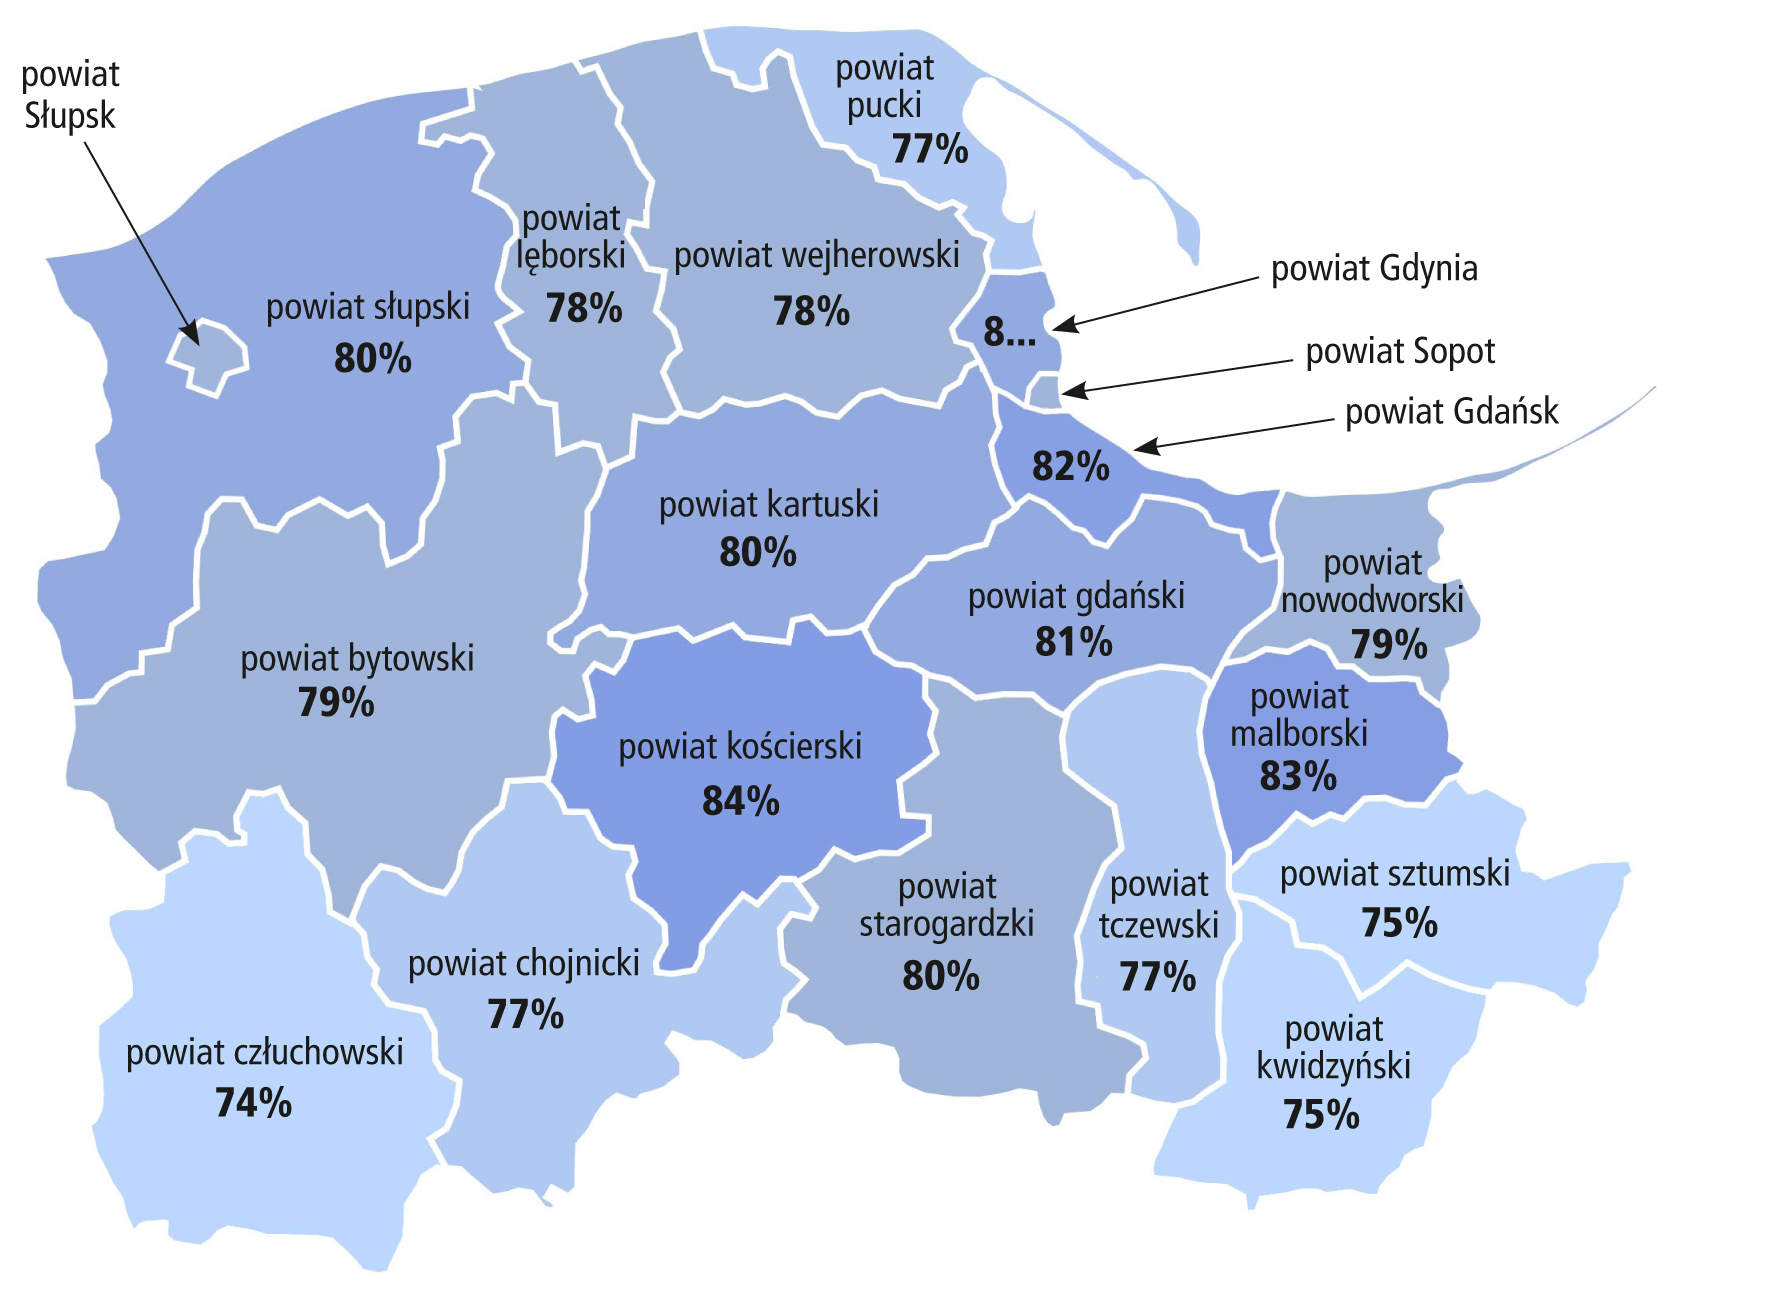 powiat
Słupsk
powiat
pucki
77%
powiat
lęborski
78%
powiat wejherowski
78%
powiat słupski
80%
powiat Gdynia
8...
powiat Sopot
powiat Gdańsk
82%
powiat kartuski
80%
powiat gdański
81%
powiat
nowodworski
79%
powiat bytowski
79%
powiat kościerski
84%
powiat
malborski
83%
powiat
starogardzki
80%
powiat
tczewski
77%
powiat sztumski
75%
powiat chojnicki
77%
powiat człuchowski
74%
powiat
kwidzyński
75%